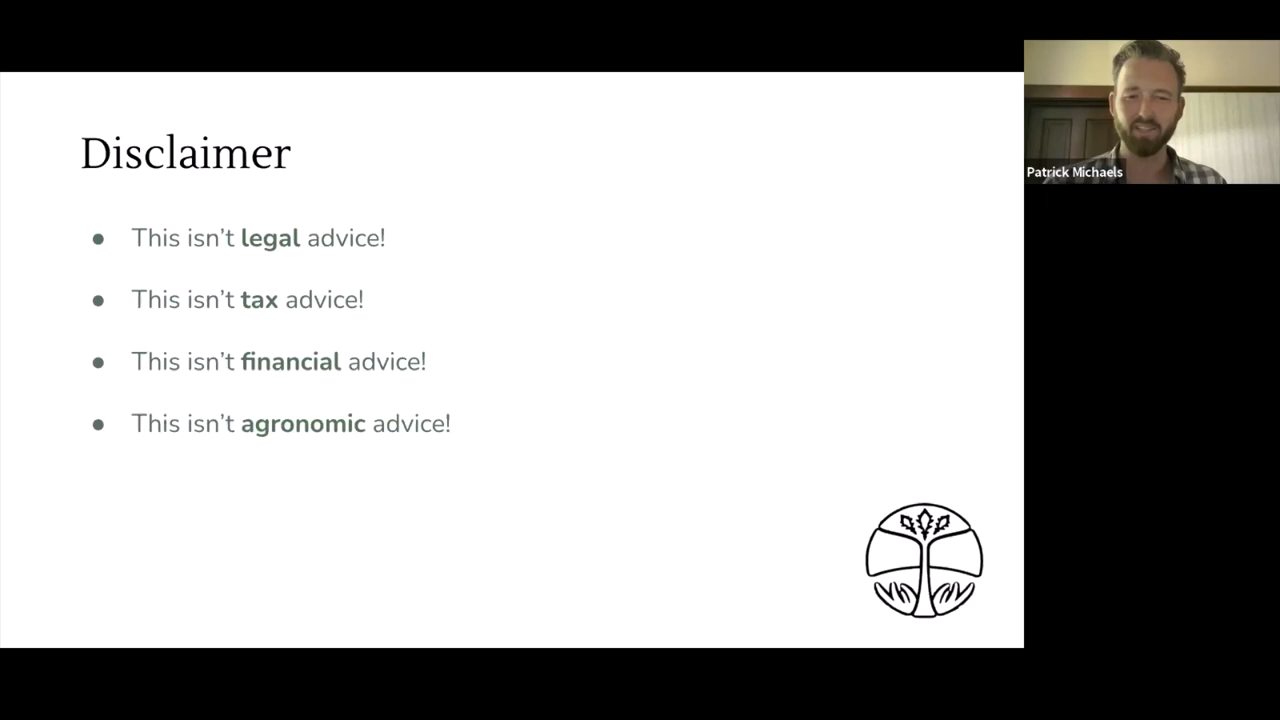 Disclaimer
● This isn’t legal advice!
● This isn’t tax advice!
● This isn’t financial advice!
● This isn’t agronomic advice!
Patrick Michaels